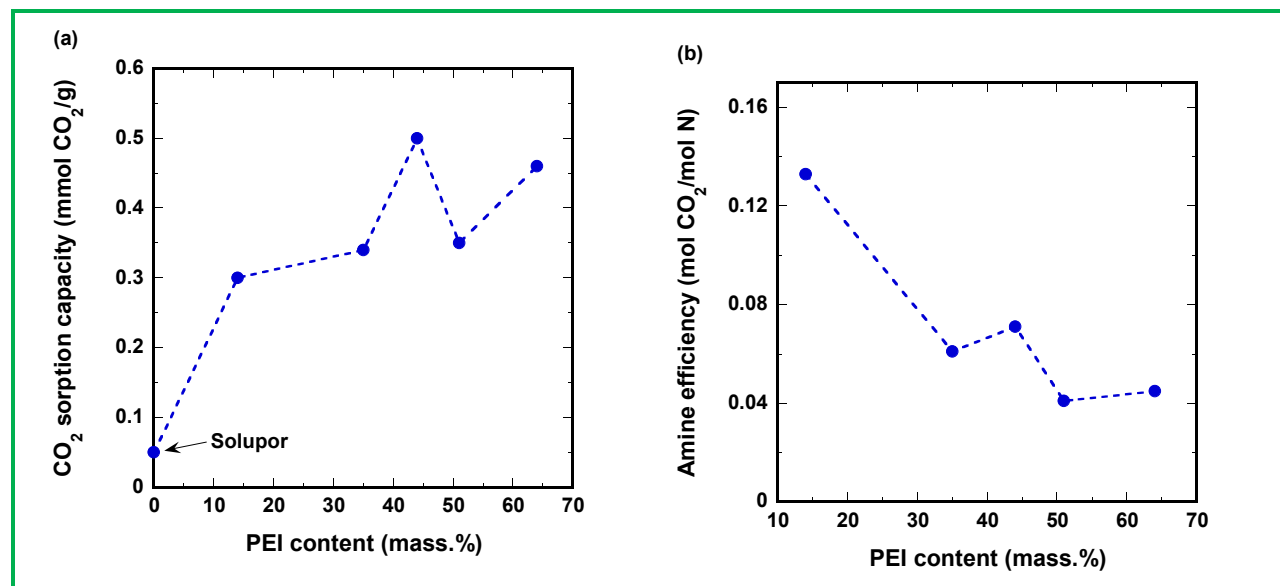 (a)
CO2 sorption capacity (mmol CO2/g)
0.6
0.5
0.4
0.3
0.2
0.1
0
Solupor
0 10 20 30 40 50 60 70
PEI content (mass.%)
(b)
Amine efficiency (mol CO2/mol N)
0.16
0.12
0.08
0.04
0
10 20 30 40 50 60 70
PEI content (mass.%)